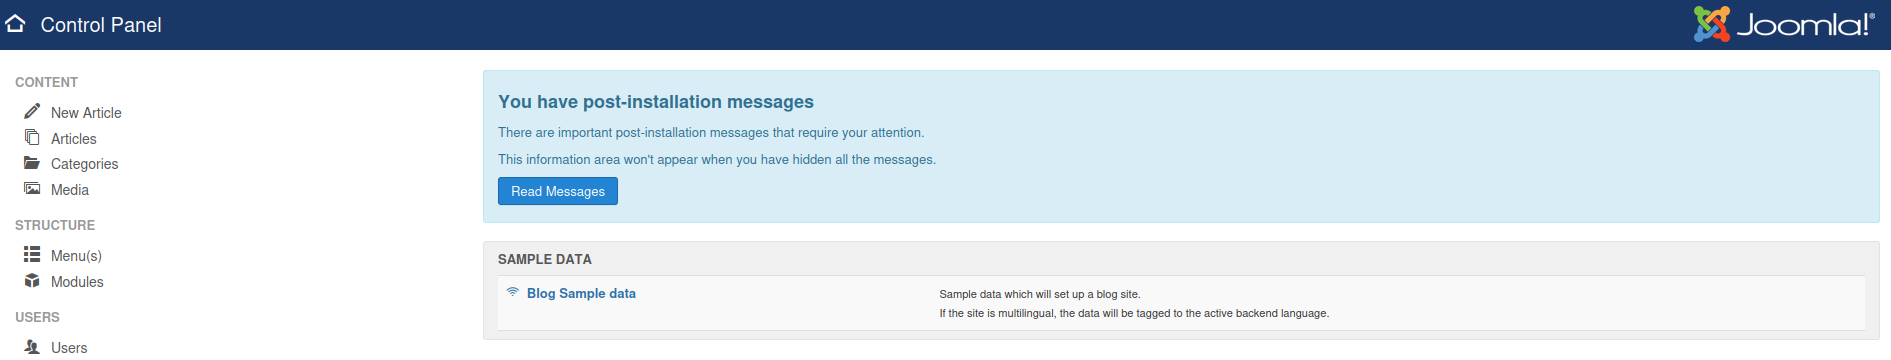 Control Panel
Joomla!®
CONTENT
New Article
Articles
Categories
Media
STRUCTURE
Menu(s)
Modules
USERS
Users
You have post-installation messages
There are important post-installation messages that require your attention.
This information area won't appear when you have hidden all the messages.
Read Messages
SAMPLE DATA
Blog Sample data
Sample data which will set up a blog site.
If the site is multilingual, the data will be tagged to the active backend language.